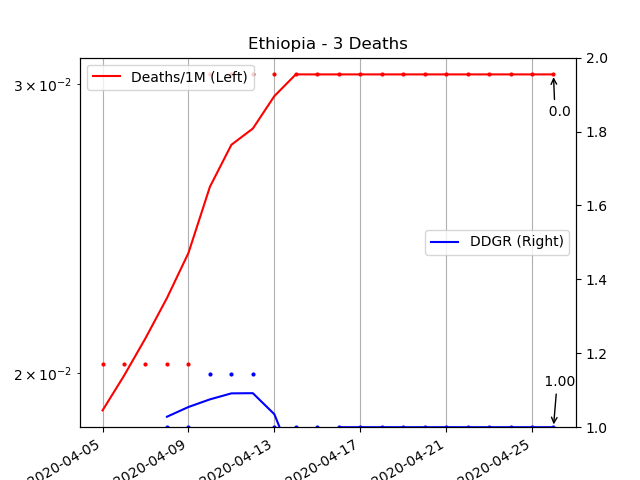 Ethiopia - 3 Deaths
Deaths/1M (Left)
3 × 10⁻²
2 × 10⁻²
2.0
1.8
1.6
1.4
1.2
1.0
0.0
DDGR (Right)
1.00
2020-04-05
2020-04-09
2020-04-13
2020-04-17
2020-04-21
2020-04-25